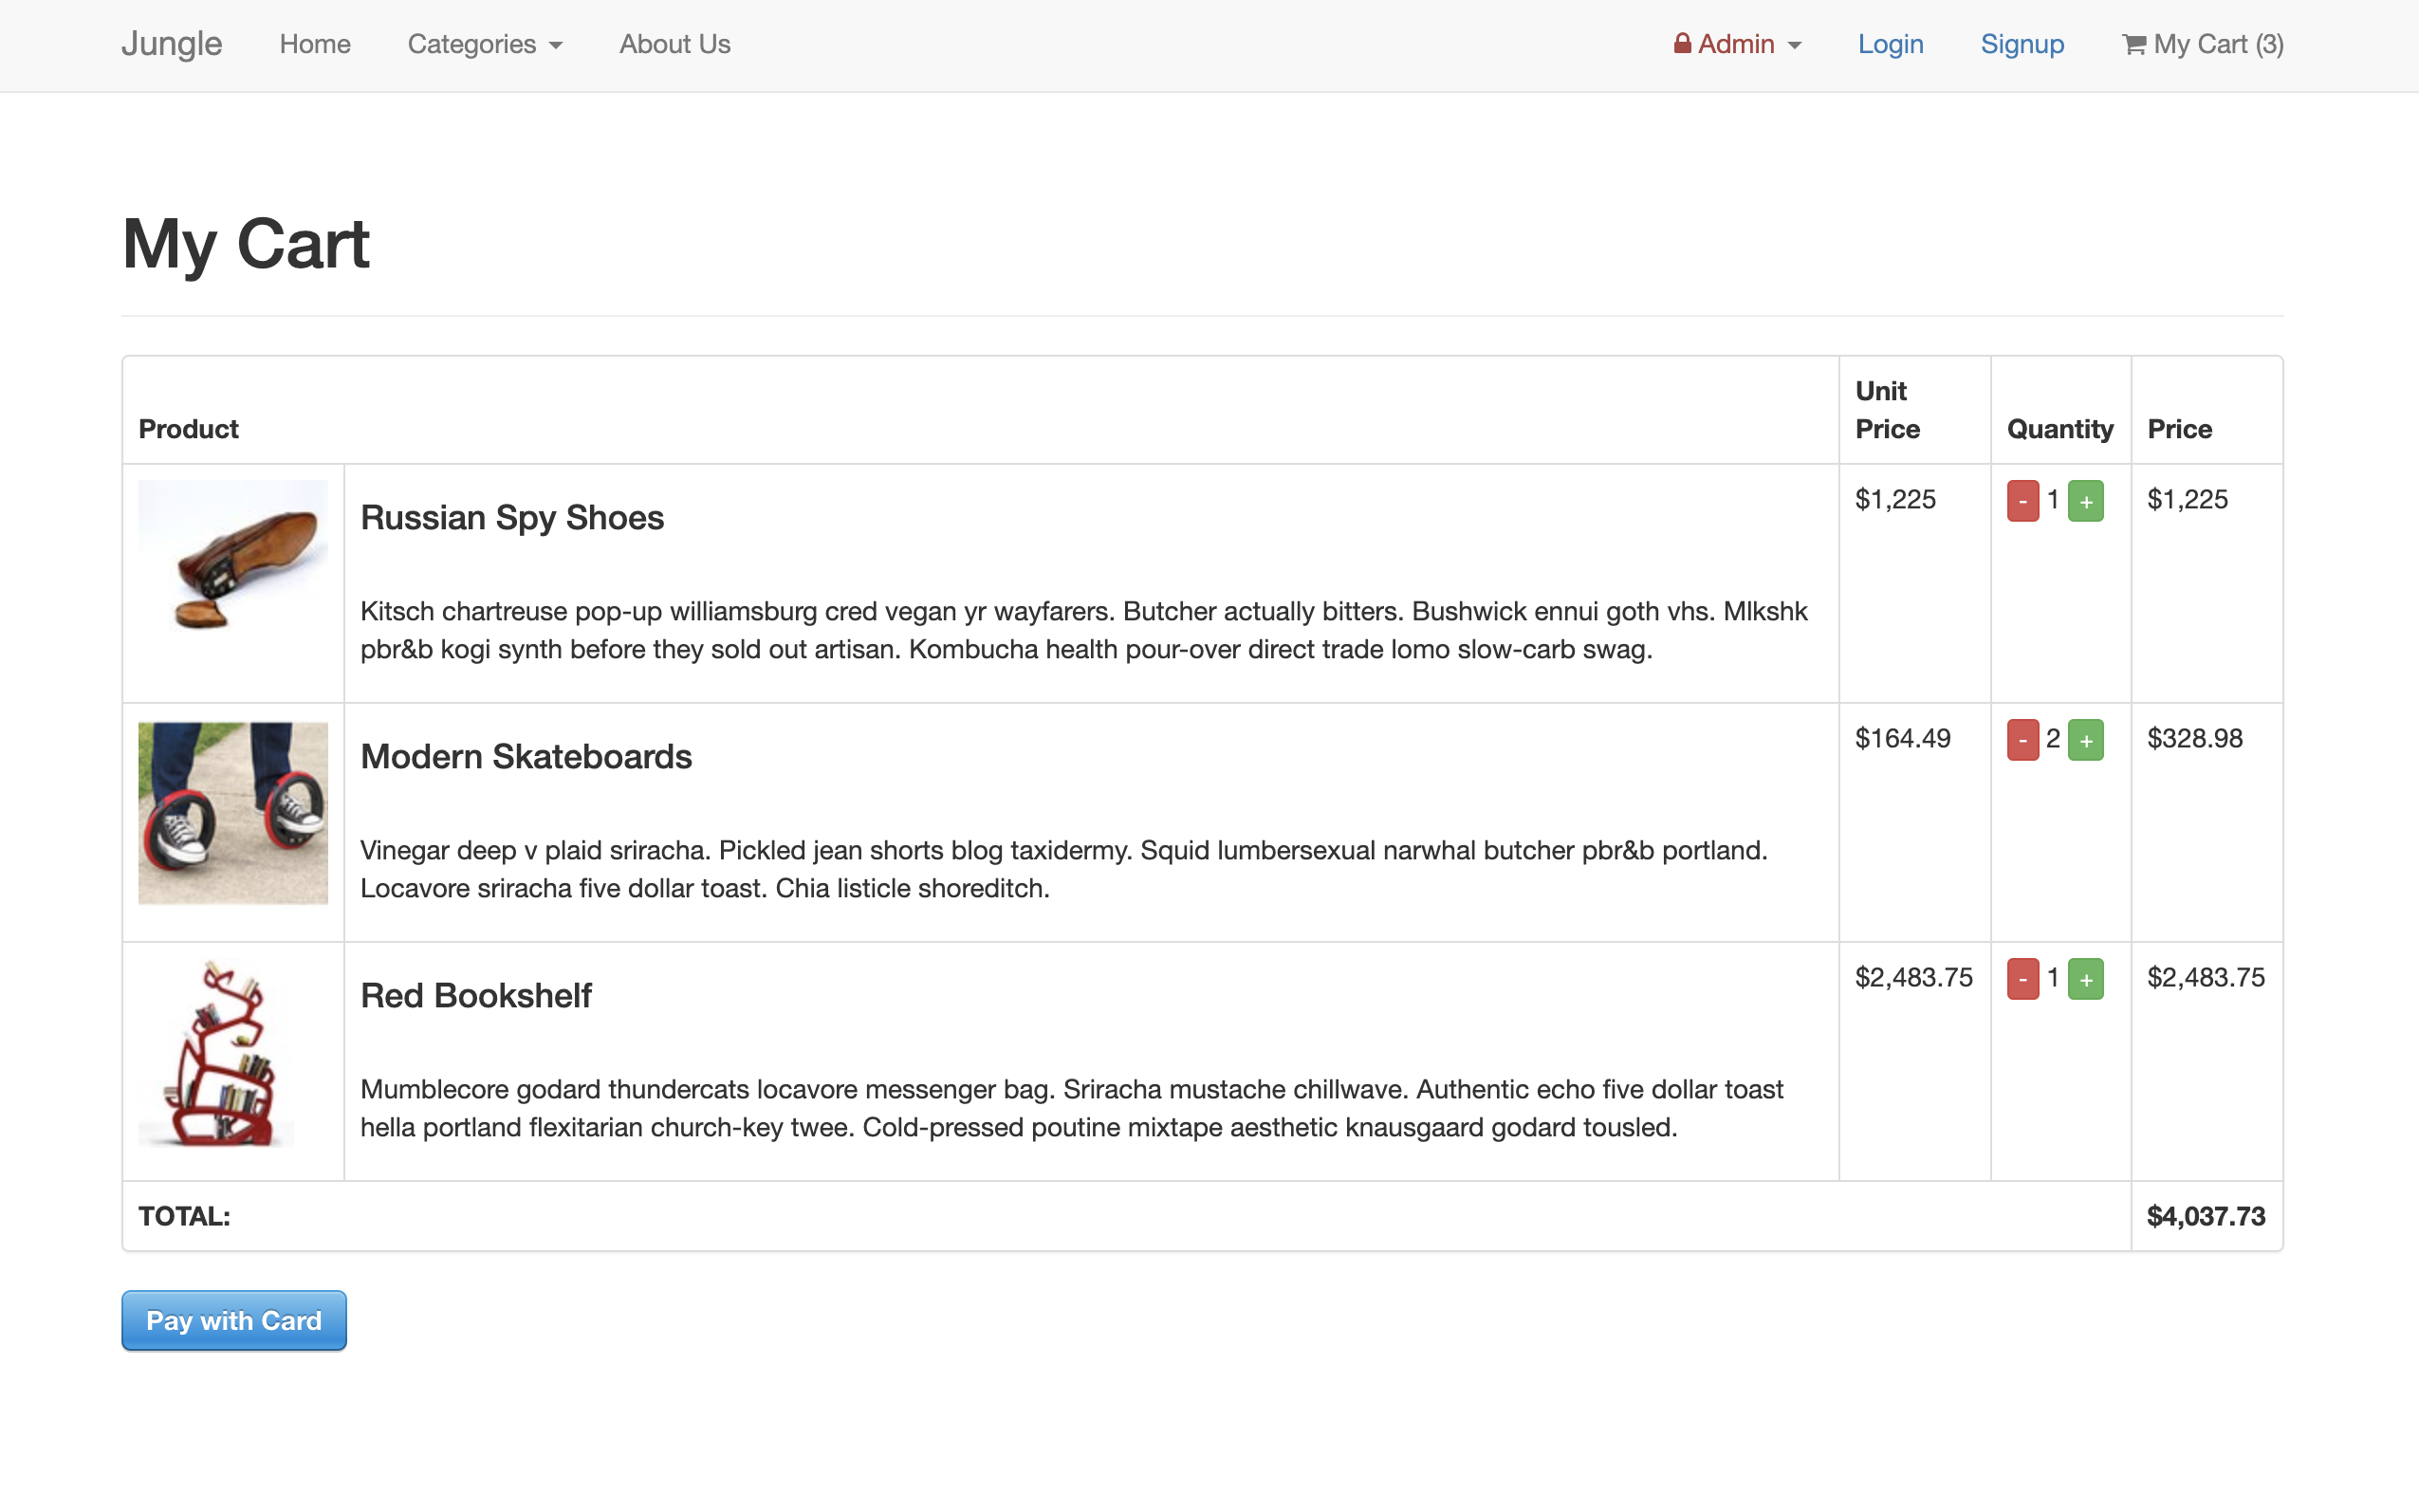 Jungle Home Categories About Us Admin Login Signup My Cart (3)
My Cart
Product Unit Price Quantity Price
Russian Spy Shoes $1,225 - 1 + $1,225
Kitsch chartreuse pop-up williamsburg cred vegan yr wayfarers. Butcher actually bitters. Bushwick ennui goth vhs. Mlkshk
pbr&b kogi synth before they sold out artisan. Kombucha health pour-over direct trade lomo slow-carb swag.
Modern Skateboards $164.49 - 2 + $328.98
Vinegar deep v plaid sriracha. Pickled jean shorts blog taxidermy. Squid lumbersexual narwhal butcher pbr&b portland.
Locavore sriracha five dollar toast. Chia listicle shoreditch.
Red Bookshelf $2,483.75 - 1 + $2,483.75
Mumblecore godard thundercats locavore messenger bag. Sriracha mustache chillwave. Authentic echo five dollar toast
hella portland flexitarian church-key twee. Cold-pressed poutine mixtape aesthetic knausgaard godard tousled.
TOTAL: $4,037.73
Pay with Card